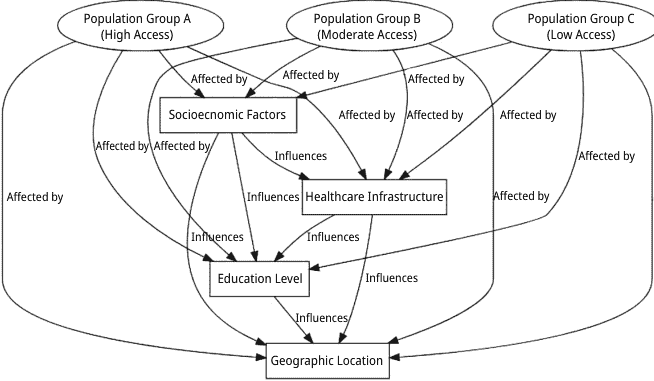 Population Group A
(High Access)
Population Group B
(Moderate Access)
Population Group C
(Low Access)
Affected by
Affected by
Affected by
Socioecnomic Factors
Affected by
Affected by
Affected by
Affected by
Affected by
Influences
Affected by
Affected by
Influences
Healthcare Infrastructure
Affected by
Influences
Influences
Education Level
Influences
Influences
Geographic Location